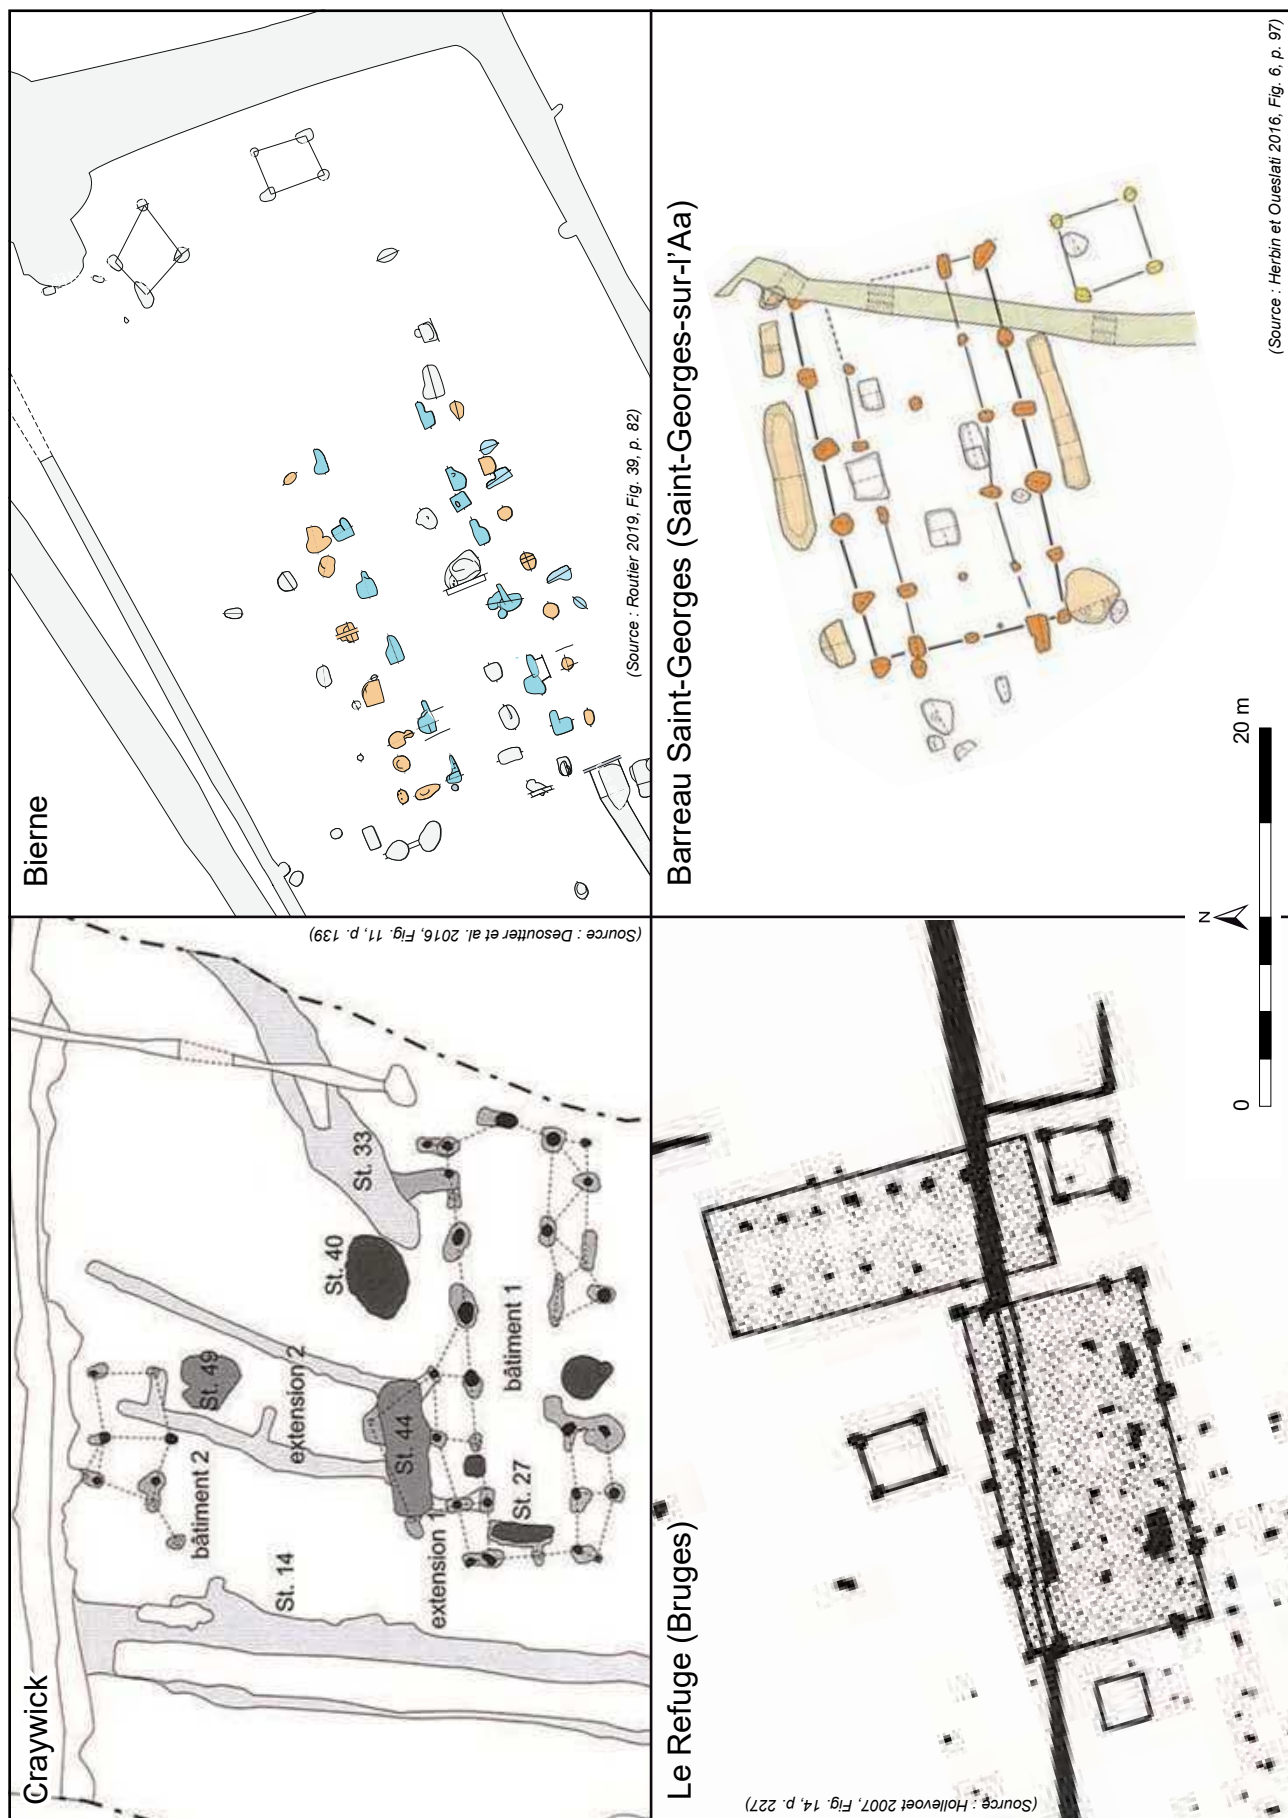 Craywick
St. 14
bâtiment 2
St. 49
extension 2
extension 1
St. 44
St. 27
bâtiment 1
St. 40
St. 33
(Source : Desoutter et al. 2016, Fig. 11, p. 139)
Bierne
(Source : Routier 2019, Fig. 39, p. 82)
Le Refuge (Bruges)
(Source : Hollevoet 2007, Fig. 14, p. 227)
Barreau Saint-Georges (Saint-Georges-sur-l'Aa)
(Source : Herbin et Oueslati 2016, Fig. 6, p. 97)
N
0
20 m